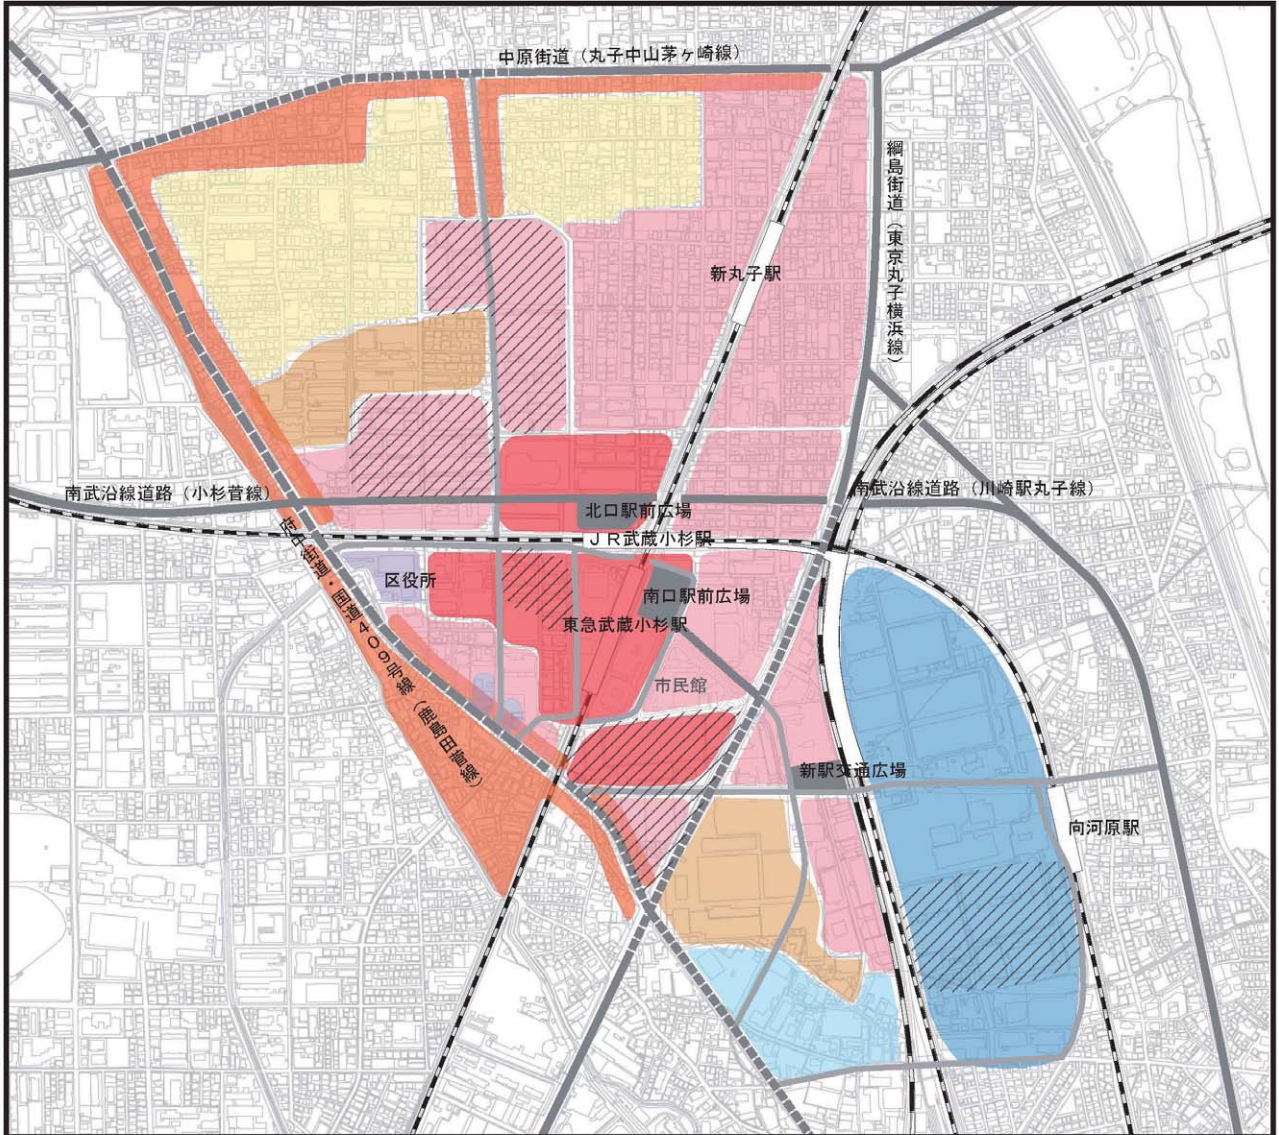 中原街道（丸子中山茅ヶ崎線）
綱島街道（東京丸子横浜線）
新丸子駅
南武沿線道路（小杉菅線）
南武沿線道路（川崎駅丸子線）
北口駅前広場
ＪＲ武蔵小杉駅
府中街道・国道４０９号線（鹿島田菅線）
区役所
南口駅前広場
東急武蔵小杉駅
市民館
新駅交通広場
向河原駅